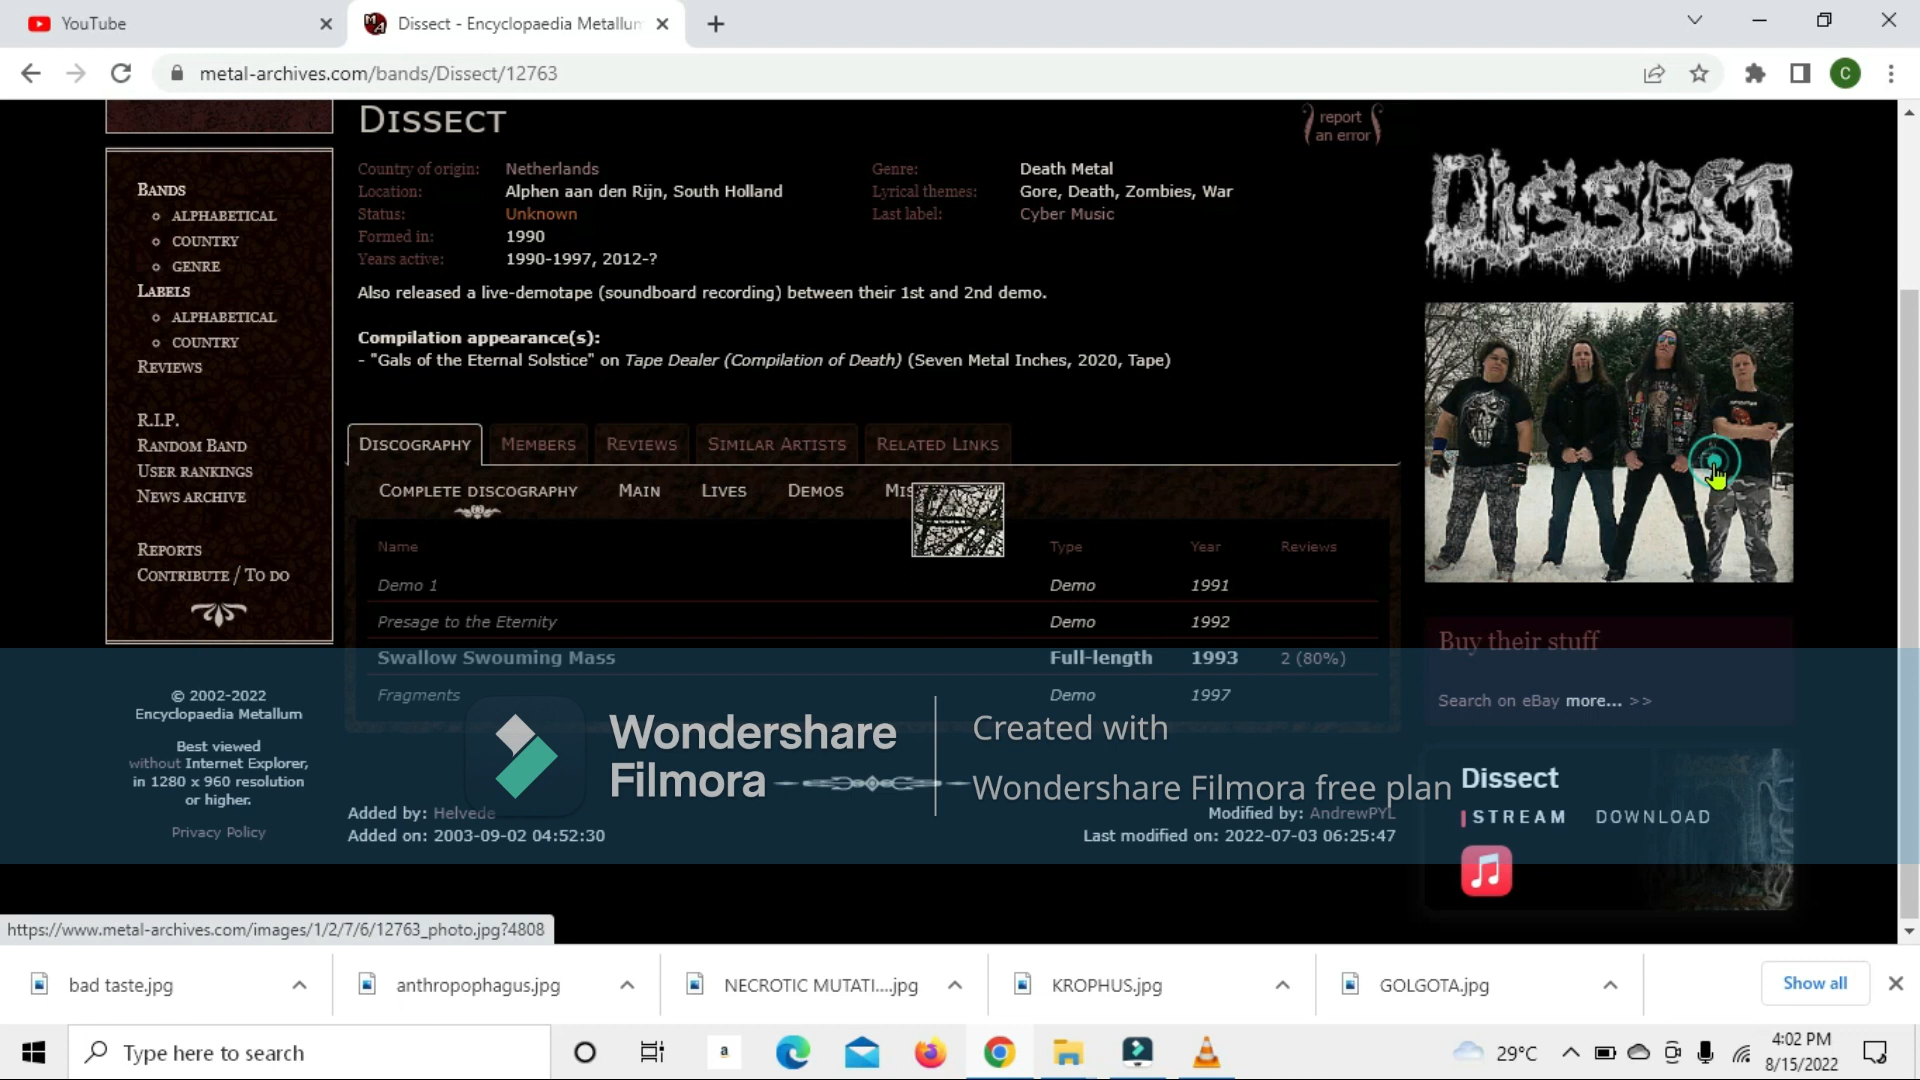 YouTube
Dissect - Encyclopaedia Metallum
metal-archives.com/bands/Dissect/12763
C
DISSECT
report
an error
Country of origin: Netherlands
Location: Alphen aan den Rijn, South Holland
Status: Unknown
Formed in: 1990
Years active: 1990-1997, 2012-?
Genre: Death Metal
Lyrical themes: Gore, Death, Zombies, War
Last label: Cyber Music
Also released a live-demotape (soundboard recording) between their 1st and 2nd demo.
Compilation appearance(s):
- "Gals of the Eternal Solstice" on Tape Dealer (Compilation of Death) (Seven Metal Inches, 2020, Tape)
DISSECT
BANDS
ALPHABETICAL
COUNTRY
GENRE
LABELS
ALPHABETICAL
COUNTRY
REVIEWS
R.I.P.
RANDOM BAND
USER RANKINGS
NEWS ARCHIVE
REPORTS
CONTRIBUTE / TO DO
DISCOGRAPHY MEMBERS REVIEWS SIMILAR ARTISTS RELATED LINKS
COMPLETE DISCOGRAPHY MAIN LIVES DEMOS MIS
Name Type Year Reviews
Demo 1 Demo 1991
Presage to the Eternity Demo 1992
Swallow Swouming Mass Full-length 1993 2 (80%)
Fragments Demo 1997
Buy their stuff
Search on eBay more... >>
© 2002-2022
Encyclopaedia Metallum
Best viewed
without Internet Explorer,
in 1280 x 960 resolution
or higher.
Privacy Policy
Wondershare
Filmora
Created with
Wondershare Filmora free plan
Added by: Helvede
Added on: 2003-09-02 04:52:30
Modified by: AndrewPYL
Last modified on: 2022-07-03 06:25:47
Dissect
STREAM DOWNLOAD
https://www.metal-archives.com/images/1/2/7/6/12763_photo.jpg?4808
bad taste.jpg
anthropophagus.jpg
NECROTIC MUTATI....jpg
KROPHUS.jpg
GOLGOTA.jpg
Show all
Type here to search
a
29°C
4:02 PM
8/15/2022